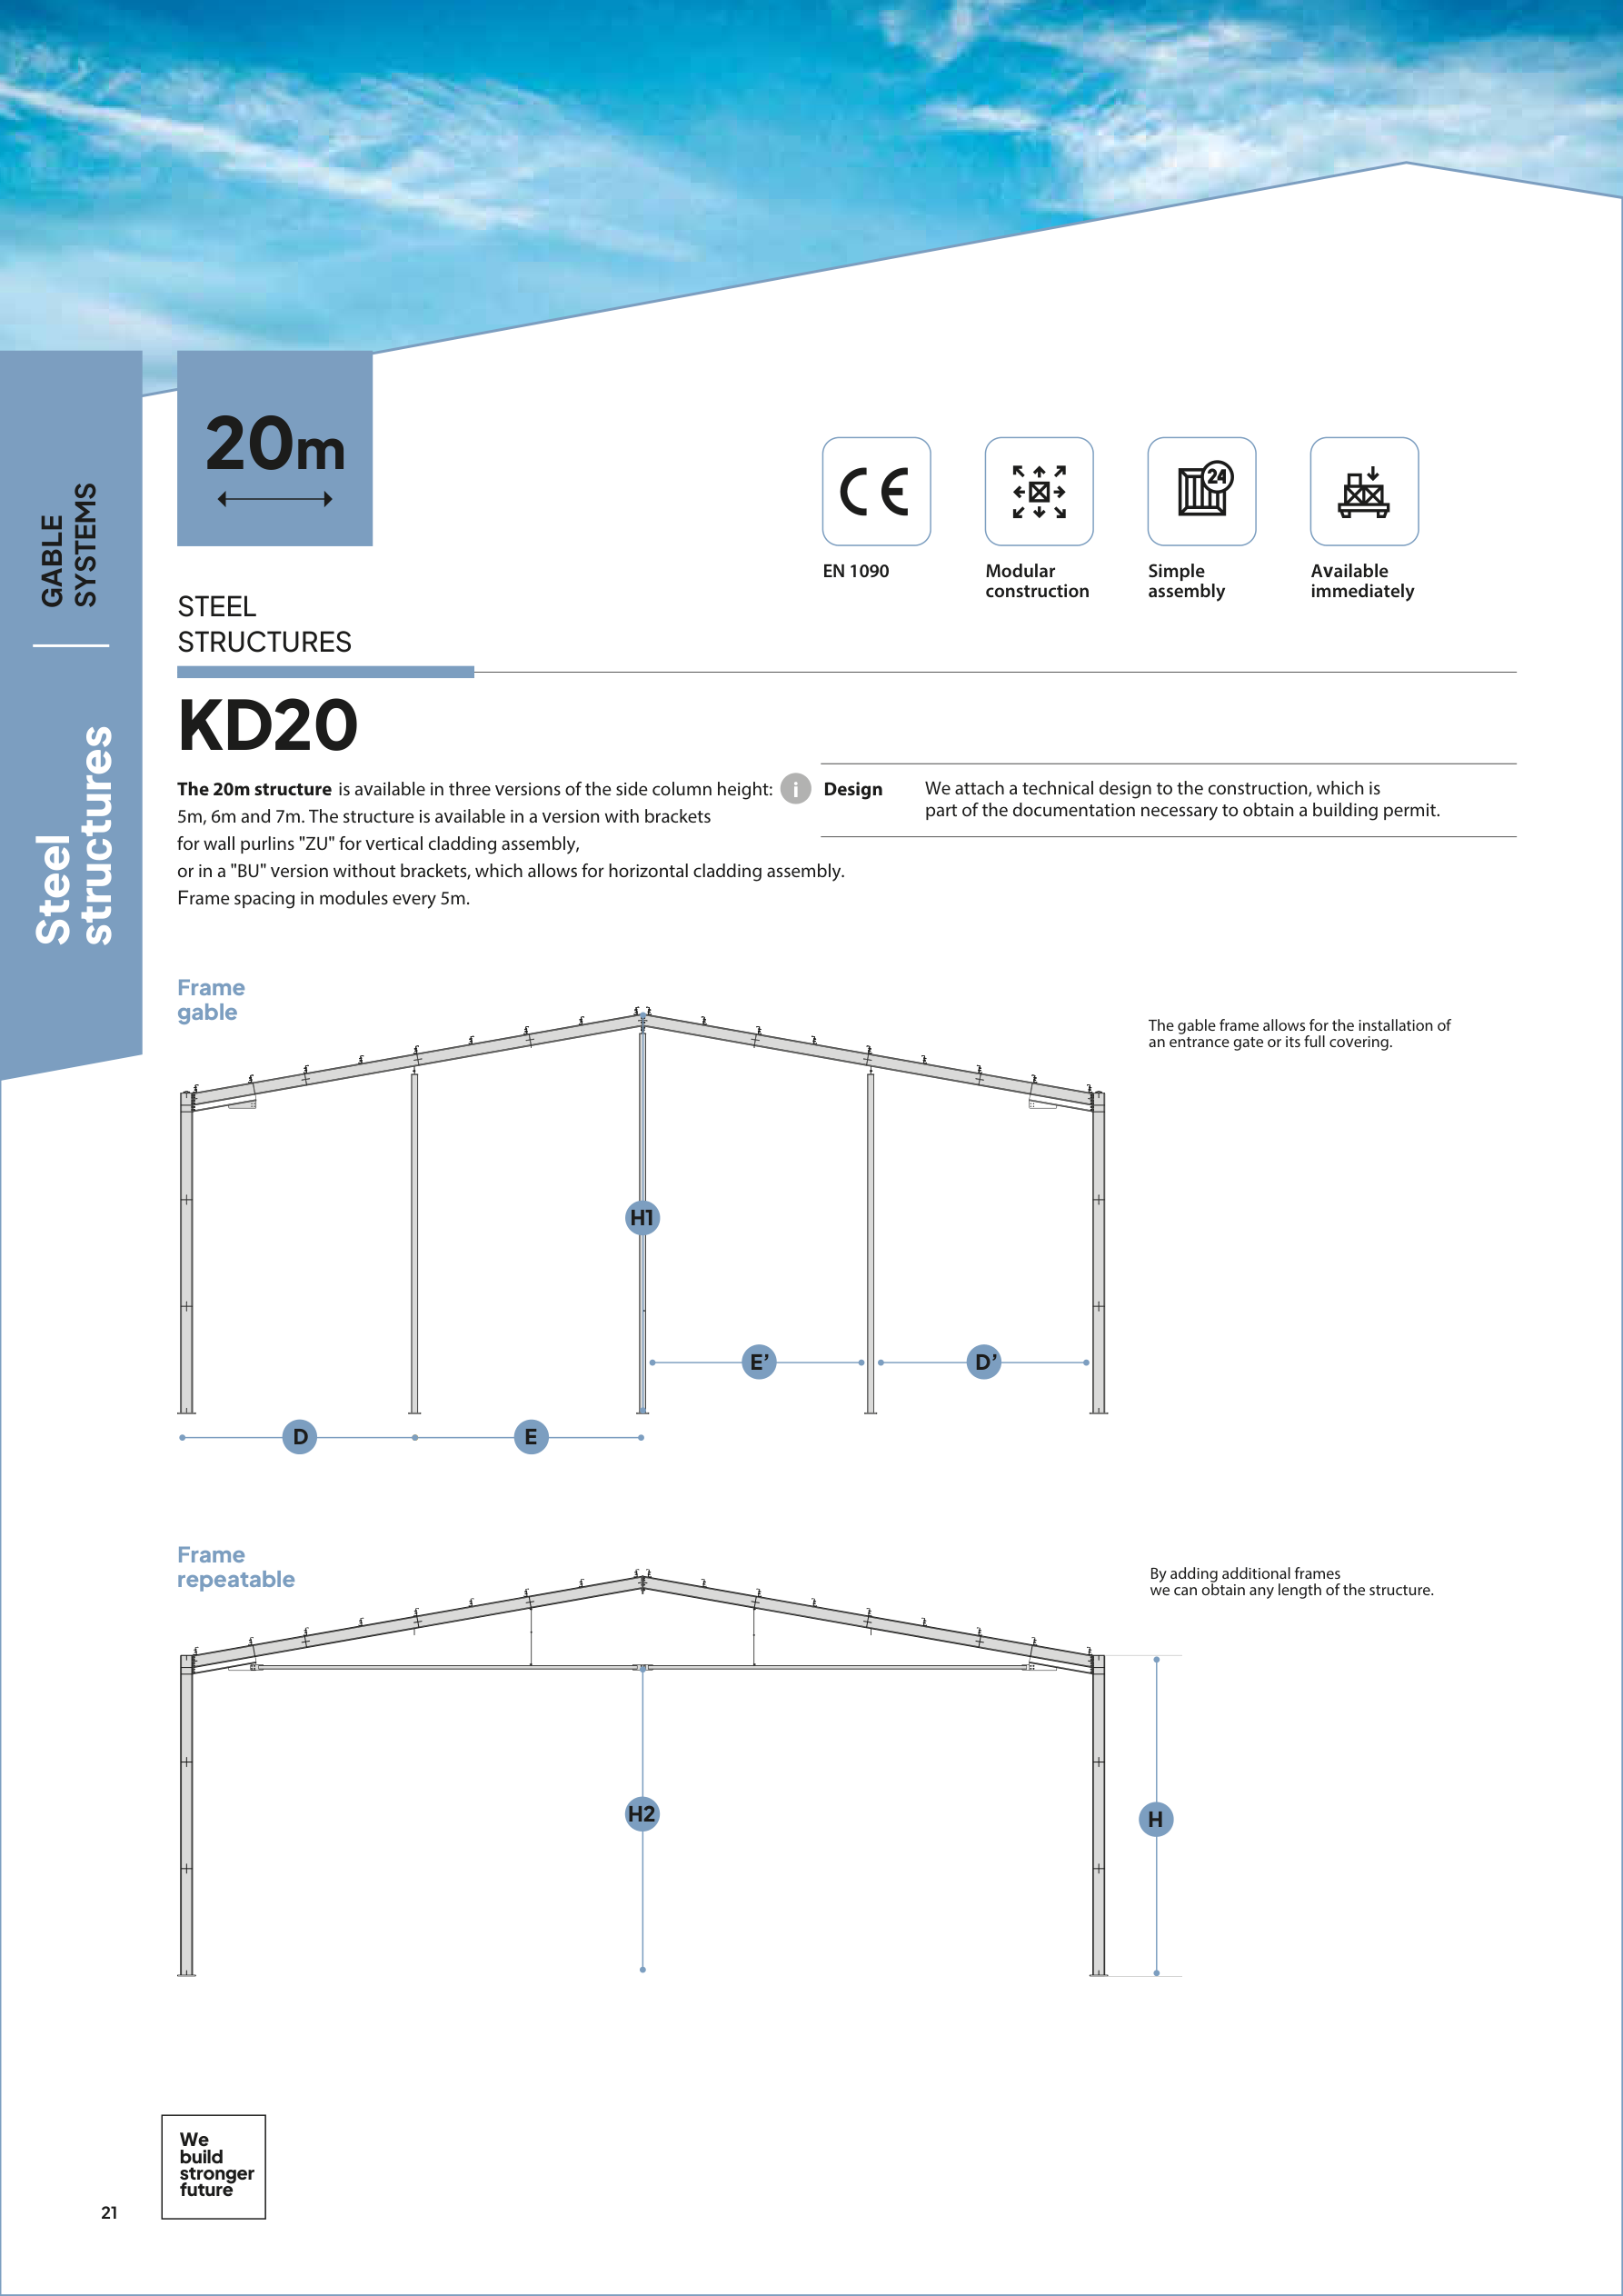 GABLE
SYSTEMS
Steel
structures
20m
CE
24
EN 1090
Modular
construction
Simple
assembly
Available
immediately
STEEL
STRUCTURES
KD20
The 20m structure is available in three versions of the side column height:
5m, 6m and 7m. The structure is available in a version with brackets
for wall purlins "ZU" for vertical cladding assembly,
or in a "BU" version without brackets, which allows for horizontal cladding assembly.
Frame spacing in modules every 5m.
i Design
We attach a technical design to the construction, which is
part of the documentation necessary to obtain a building permit.
Frame
gable
The gable frame allows for the installation of
an entrance gate or its full covering.
H1
E’
D’
D
E
Frame
repeatable
By adding additional frames
we can obtain any length of the structure.
H2
H
We
build
stronger
future
21